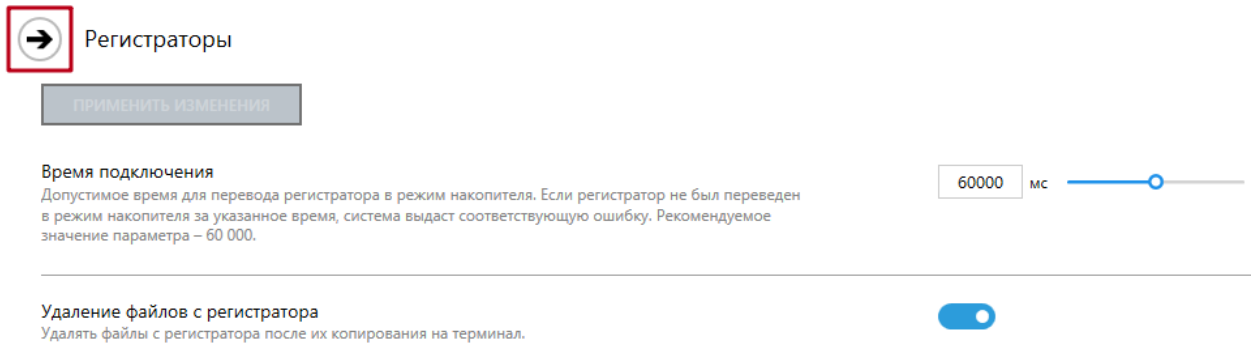 Регистраторы
ПРИМЕНИТЬ ИЗМЕНЕНИЯ
Время подключения
Допустимое время для перевода регистратора в режим накопителя. Если регистратор не был переведен
в режим накопителя за указанное время, система выдаст соответствующую ошибку. Рекомендуемое
значение параметра – 60 000.
60000 мс
Удаление файлов с регистратора
Удалять файлы с регистратора после их копирования на терминал.